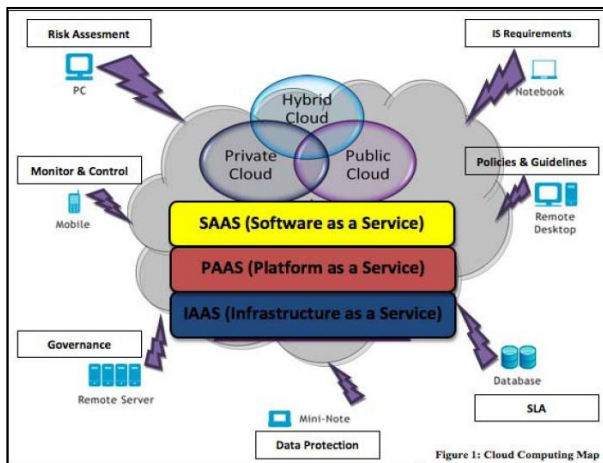 Risk Assesment
PC
IS Requirements
Notebook
Hybrid
Cloud
Private
Cloud
Public
Cloud
Monitor & Control
Mobile
Policies & Guidelines
Remote
Desktop
SAAS (Software as a Service)
PAAS (Platform as a Service)
IAAS (Infrastructure as a Service)
Governance
Remote Server
Database
SLA
Mini-Note
Data Protection
Figure 1: Cloud Computing Map